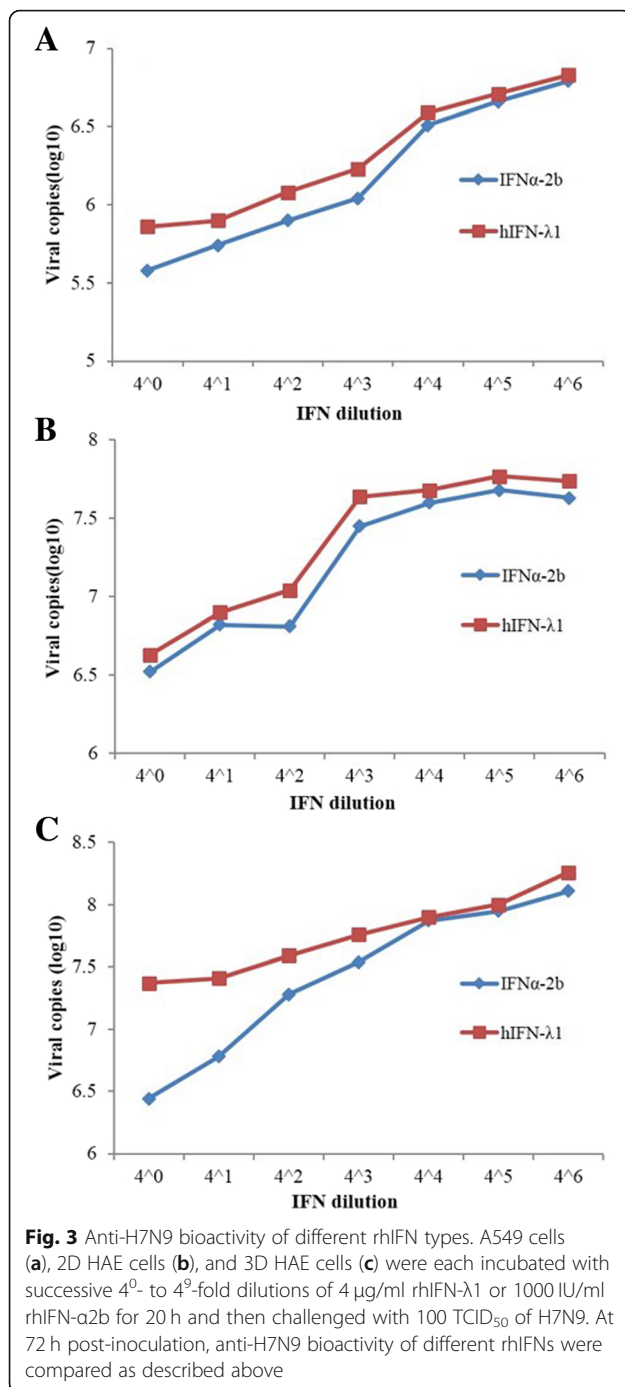 A
7
6.5
6
5.5
5
Viral copies(log10)
IFNα-2b
hIFN-λ1
4^0 4^1 4^2 4^3 4^4 4^5 4^6
IFN dilution
B
8
7.5
7
6.5
6
Viral copies(log10)
IFNα-2b
hIFN-λ1
4^0 4^1 4^2 4^3 4^4 4^5 4^6
IFN dilution
C
8.5
8
7.5
7
6.5
6
Viral copies (log10)
IFNα-2b
hIFN-λ1
4^0 4^1 4^2 4^3 4^4 4^5 4^6
IFN dilution
Fig. 3 Anti-H7N9 bioactivity of different rhIFN types. A549 cells
(a), 2D HAE cells (b), and 3D HAE cells (c) were each incubated with
successive 4⁰- to 4⁹-fold dilutions of 4 μg/ml rhIFN-λ1 or 1000 IU/ml
rhIFN-α2b for 20 h and then challenged with 100 TCID₅₀ of H7N9. At
72 h post-inoculation, anti-H7N9 bioactivity of different rhIFNs were
compared as described above